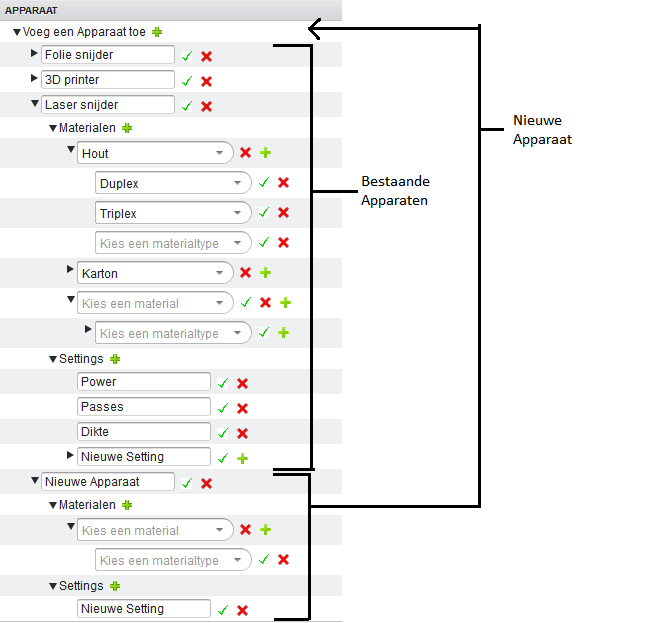 APPARAAT
Voeg een Apparaat toe
Folie snijder
3D printer
Laser snijder
Materialen
Hout
Duplex
Triplex
Kies een materialtype
Karton
Kies een material
Kies een materialtype
Settings
Power
Passes
Dikte
Nieuwe Setting
Nieuwe Apparaat
Materialen
Kies een material
Kies een materialtype
Settings
Nieuwe Setting
Bestaande
Apparaten
Nieuwe
Apparaat